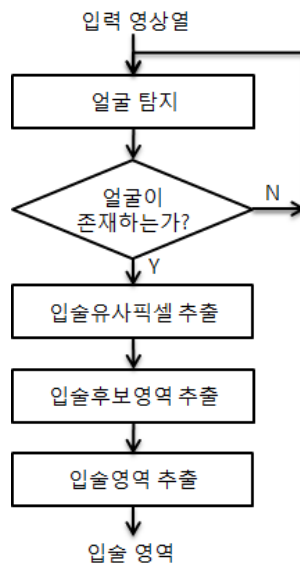 입력 영상열
얼굴 탐지
얼굴이
존재하는가?
N
Y
입술유사픽셀 추출
입술후보영역 추출
입술영역 추출
입술 영역